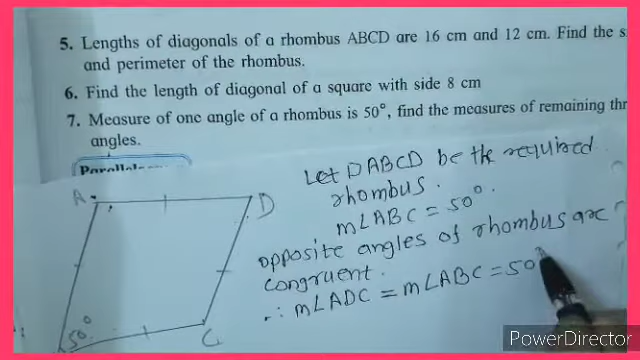 5. Lengths of diagonals of a rhombus ABCD are 16 cm and 12 cm. Find the s
and perimeter of the rhombus.
6. Find the length of diagonal of a square with side 8 cm
7. Measure of one angle of a rhombus is 50°, find the measures of remaining thr
angles.
Let □ABCD be the required
rhombus.
m∠ABC = 50°.
opposite angles of rhombus are
congruent.
∴ m∠ADC = m∠ABC = 50°
A
D
50°
C
PowerDirector